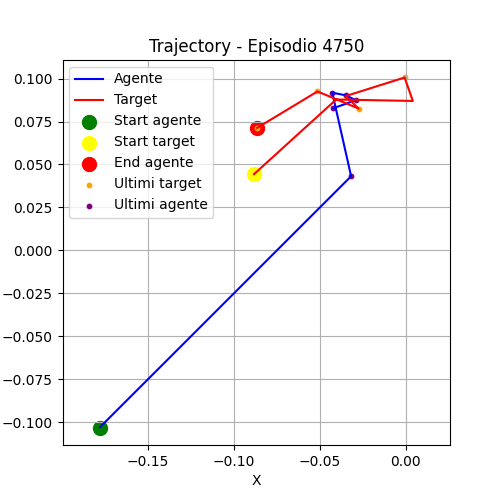 Trajectory - Episodio 4750
Agente
Target
Start agente
Start target
End agente
Ultimi target
Ultimi agente
0.100
0.075
0.050
0.025
0.000
−0.025
−0.050
−0.075
−0.100
−0.15
−0.10
−0.05
0.00
X